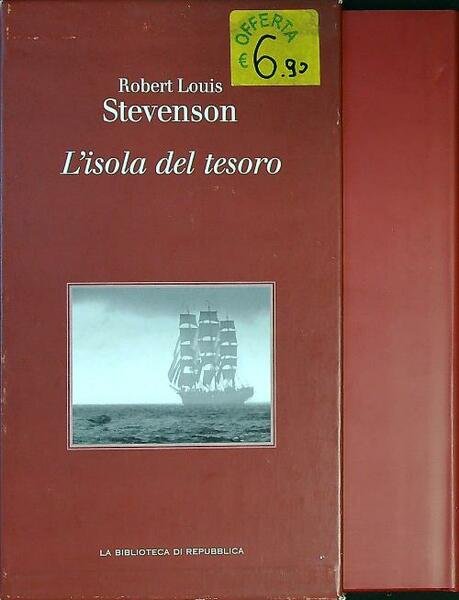 OFFERTA
€ 6.90
Robert Louis
Stevenson
L'isola del tesoro
LA BIBLIOTECA DI REPUBBLICA